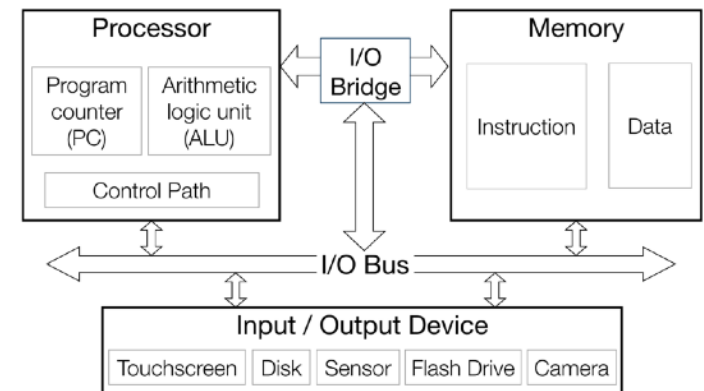 Processor
I/O
Bridge
Memory
Program
counter
(PC)
Arithmetic
logic unit
(ALU)
Control Path
Instruction
Data
I/O Bus
Input / Output Device
Touchscreen
Disk
Sensor
Flash Drive
Camera